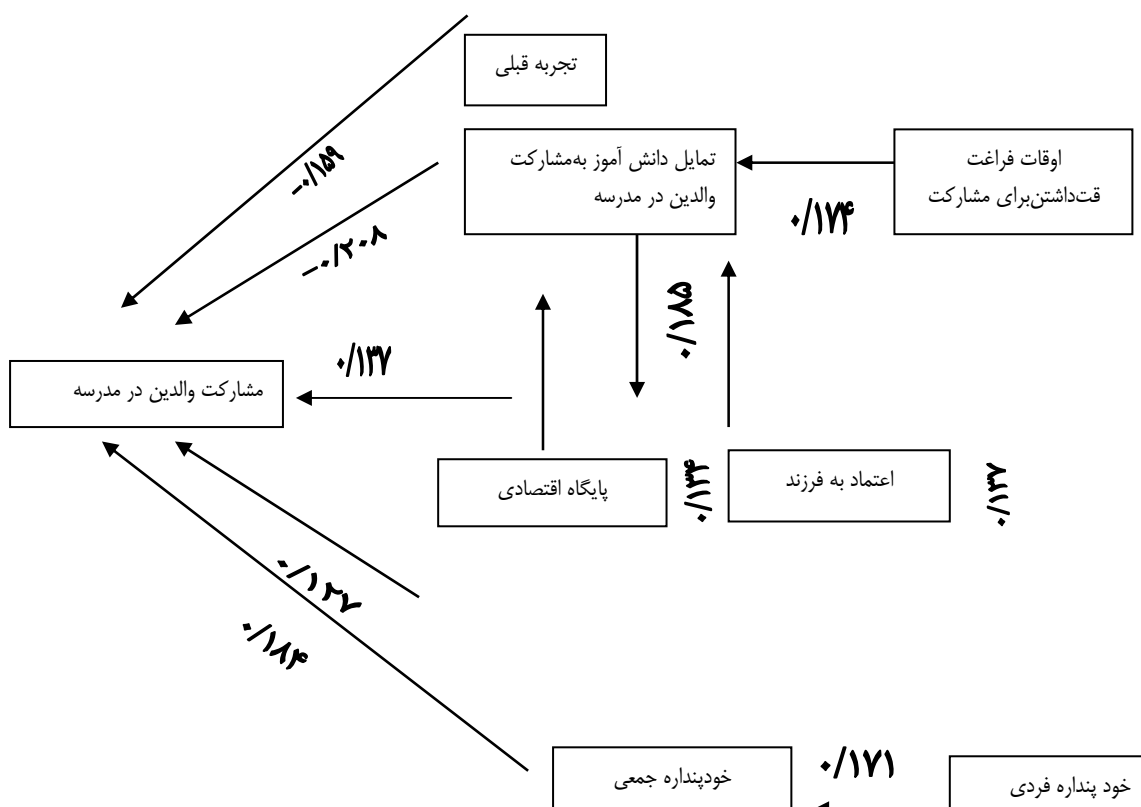 تجربه قبلی
-۰/۱۵۹
تمایل دانش آموز به‌مشارکت
والدین در مدرسه
اوقات فراغت
قت‌داشتن‌برای مشارکت
۰/۱۷۴
-۰/۲۰۸
۰/۱۸۵
۰/۱۳۷
مشارکت والدین در مدرسه
پایگاه اقتصادی
۰/۱۳۴
اعتماد به فرزند
۰/۱۳۷
۰/۱۲۷
۰/۱۸۴
خودپنداره جمعی
۰/۱۷۱
خود پنداره فردی